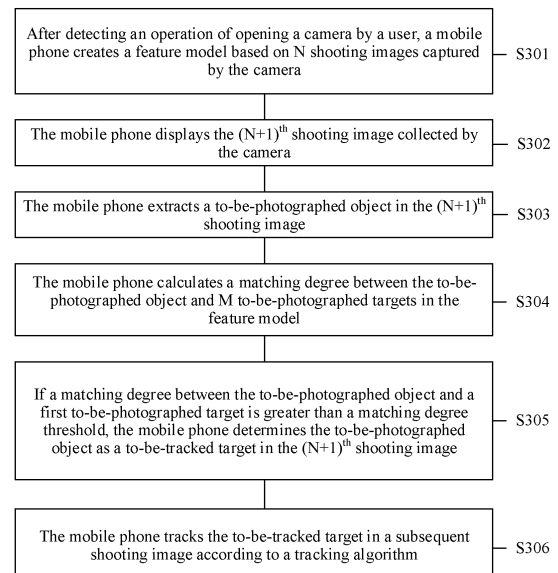 After detecting an operation of opening a camera by a user, a mobile
phone creates a feature model based on N shooting images captured
by the camera
S301
The mobile phone displays the (N+1)th shooting image collected by
the camera
S302
The mobile phone extracts a to-be-photographed object in the (N+1)th
shooting image
S303
The mobile phone calculates a matching degree between the to-be-
photographed object and M to-be-photographed targets in the
feature model
S304
If a matching degree between the to-be-photographed object and a
first to-be-photographed target is greater than a matching degree
threshold, the mobile phone determines the to-be-photographed
object as a to-be-tracked target in the (N+1)th shooting image
S305
The mobile phone tracks the to-be-tracked target in a subsequent
shooting image according to a tracking algorithm
S306